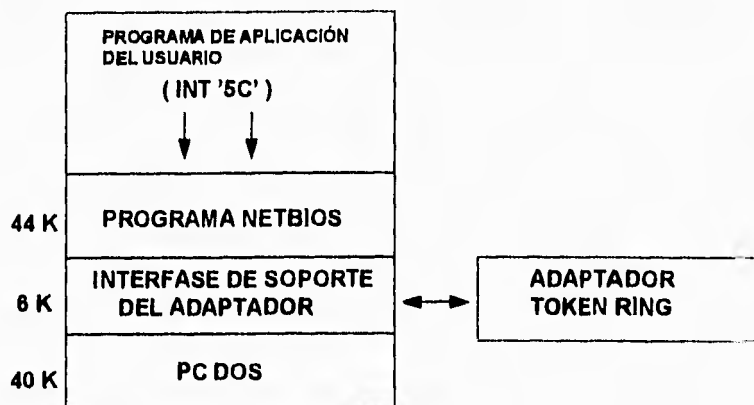 PROGRAMA DE APLICACIÓN
DEL USUARIO
( INT '5C' )
44 K
PROGRAMA NETBIOS
6 K
INTERFASE DE SOPORTE
DEL ADAPTADOR
ADAPTADOR
TOKEN RING
40 K
PC DOS